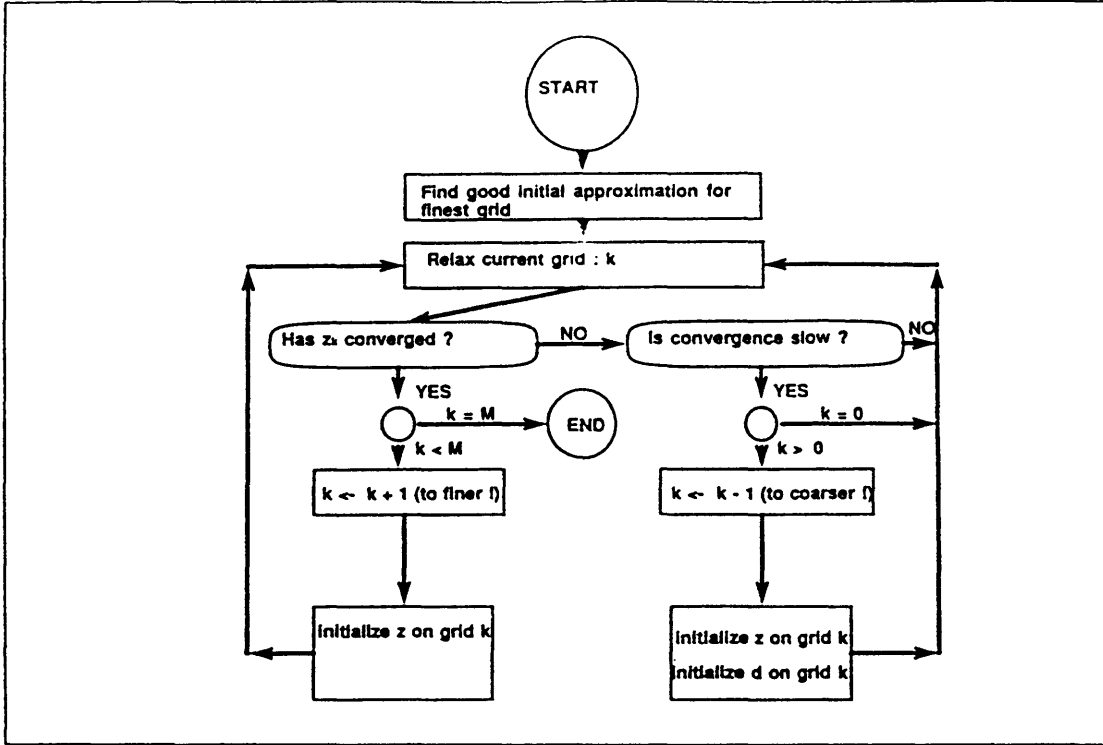 START
Find good initial approximation for
finest grid
Relax current grid : k
Has zk converged ?
NO
Is convergence slow ?
NO
YES
YES
k = M
END
k = 0
k < M
k > 0
k <- k + 1 (to finer l)
k <- k - 1 (to coarser l)
initialize z on grid k
initialize z on grid k
initialize d on grid k